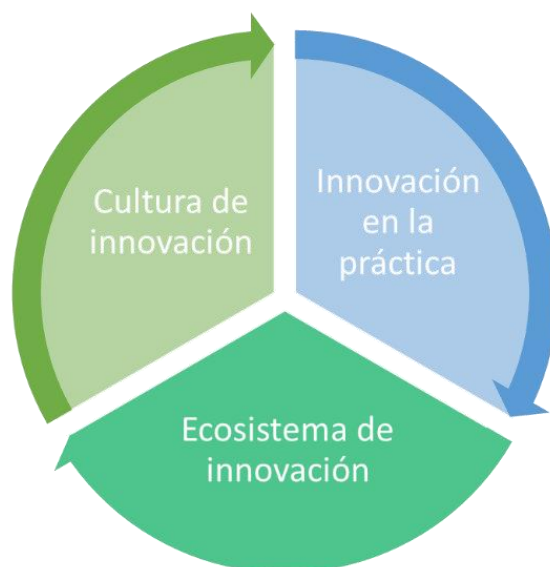 Cultura de
innovación
Innovación
en la
práctica
Ecosistema de
innovación